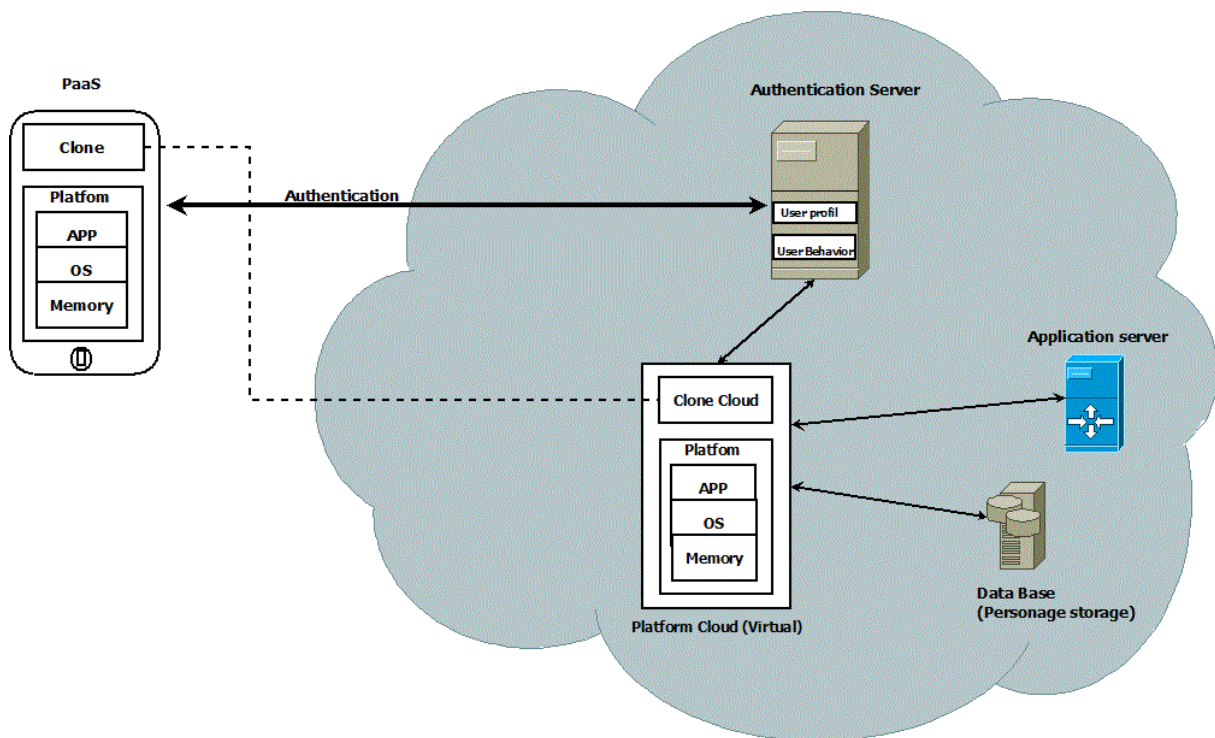 PaaS
Clone
Platfom
APP
OS
Memory
Authentication
Authentication Server
User profil
User Behavior
Application server
Clone Cloud
Platfom
APP
OS
Memory
Platform Cloud (Virtual)
Data Base
(Personage storage)